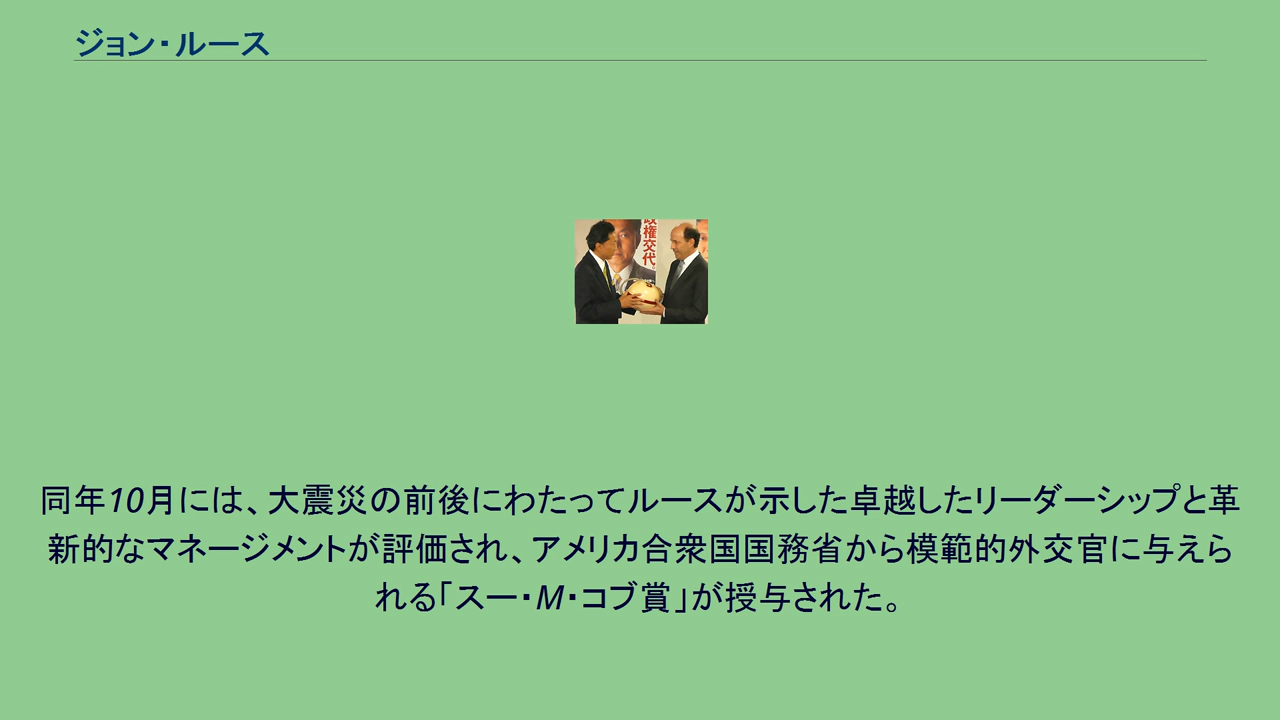 ジョン・ルース
政権交代。
同年10月には、大震災の前後にわたってルースが示した卓越したリーダーシップと革
新的なマネージメントが評価され、アメリカ合衆国国務省から模範的外交官に与えら
れる「スー・M・コブ賞」が授与された。